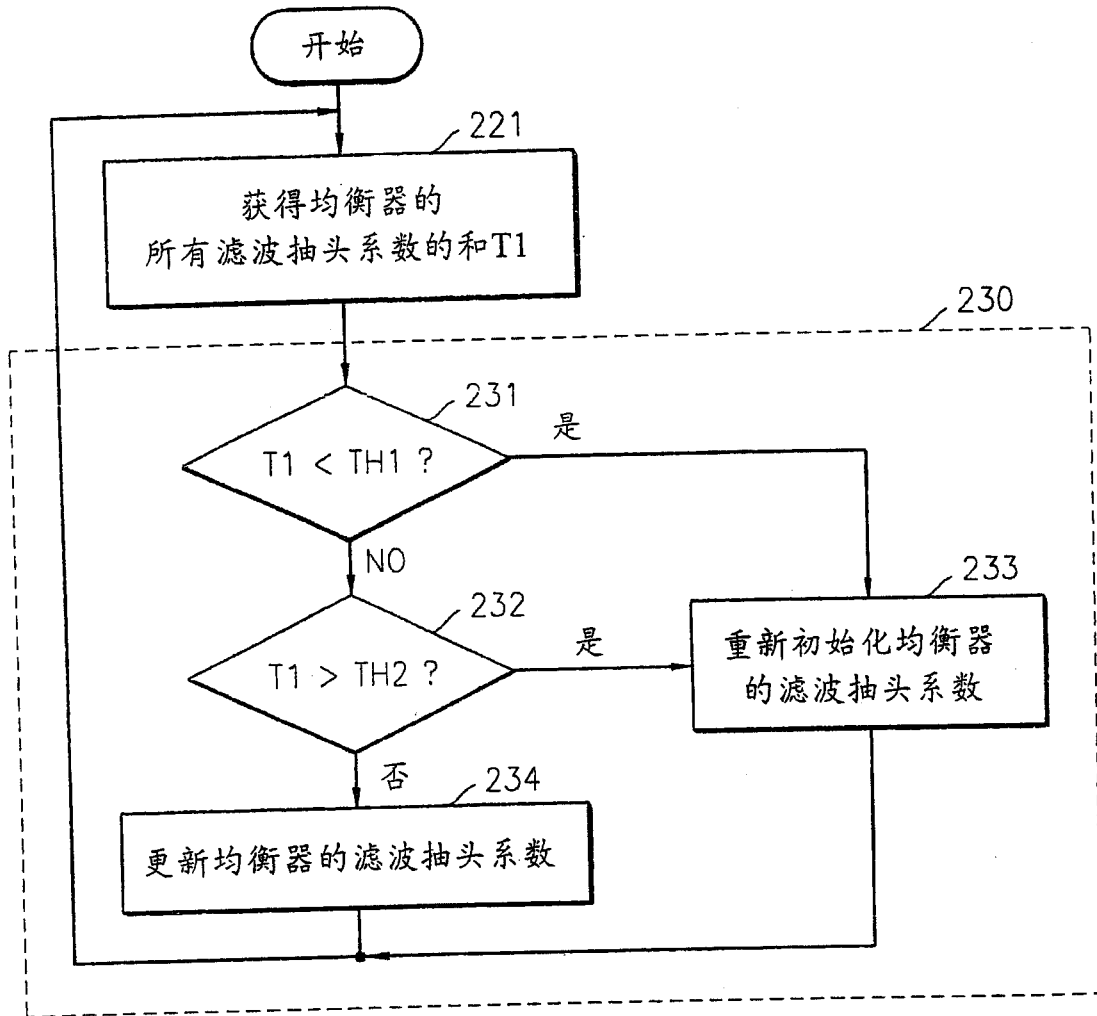 开始
221
获得均衡器的
所有滤波抽头系数的和T1
230
231
T1 < TH1 ?
是
NO
232
T1 > TH2 ?
是
233
重新初始化均衡器
的滤波抽头系数
否
234
更新均衡器的滤波抽头系数